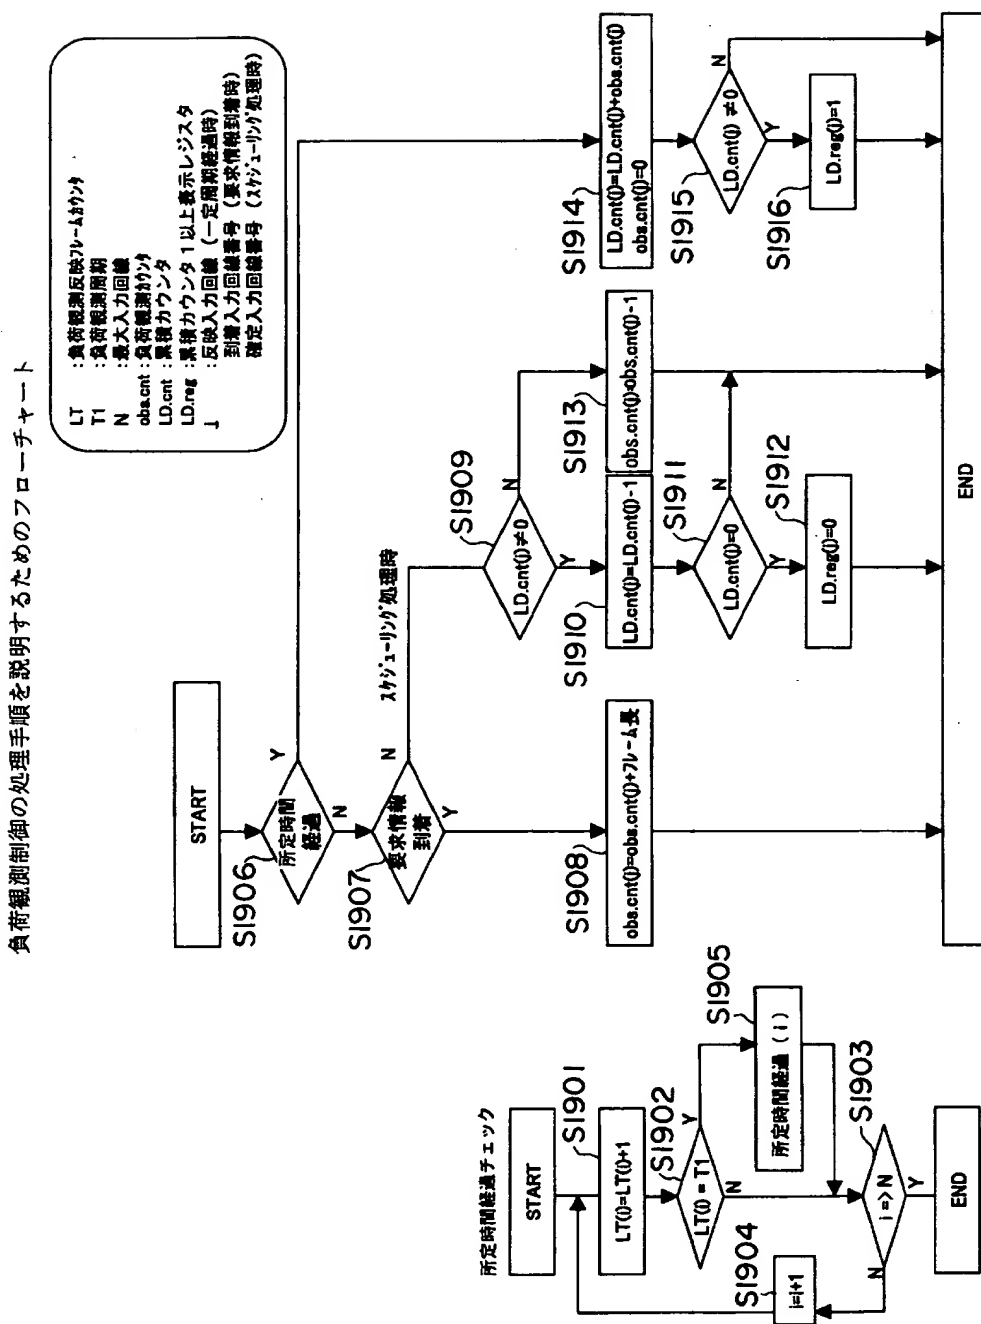 負荷観測制御の処理手順を説明するためのフローチャート
LT :負荷観測反映フレームカウンタ
T1 :負荷観測周期
N :最大入力回線
obs.cnt :負荷観測カウンタ
LD.cnt :累積カウンタ
LD.reg :累積カウンタ1以上表示レジスタ
:反映入力回線（一定周期経過時）
到着入力回線番号（要求情報到着時）
確定入力回線番号（スケジューリング処理時）
所定時間経過チェック
START
S1901
LT(i)=LT(i)+1
S1902
LT(i) = T1
Y
N
S1905
所定時間経過 (i)
S1903
i => N
Y
N
S1904
i=i+1
END
START
S1906
所定時間
経過
Y
N
S1907
要求情報
到着
N
Y
スケジューリング処理時
S1908
obs.cnt(j)=obs.cnt(j)+フレーム長
S1909
LD.cnt(j)≠0
N
Y
S1910
LD.cnt(j)=LD.cnt(j)-1
S1911
LD.cnt(j)=0
N
Y
S1912
LD.reg(j)=0
S1913
obs.cnt(j)=obs.cnt(j)-1
S1914
LD.cnt(j)=LD.cnt(j)+obs.cnt(j)
obs.cnt(j)=0
S1915
LD.cnt(j) ≠0
N
Y
S1916
LD.reg(j)=1
END